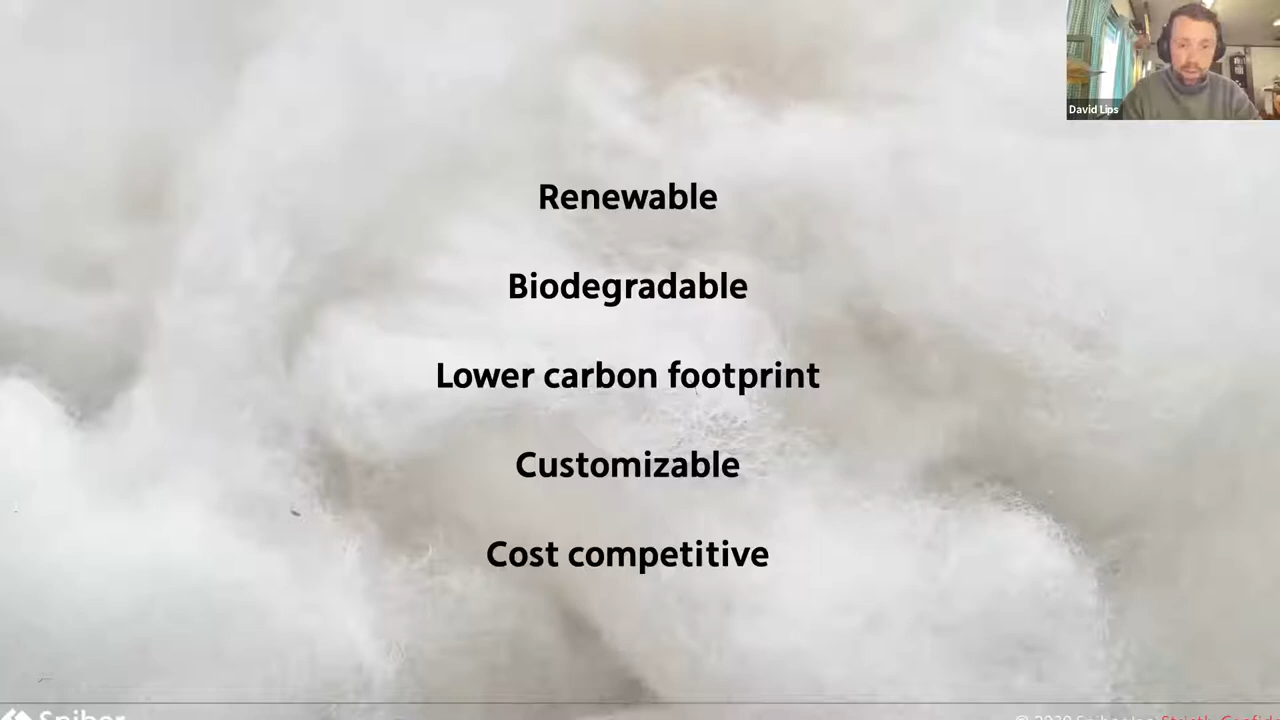 David Lips
Renewable
Biodegradable
Lower carbon footprint
Customizable
Cost competitive
Spiber